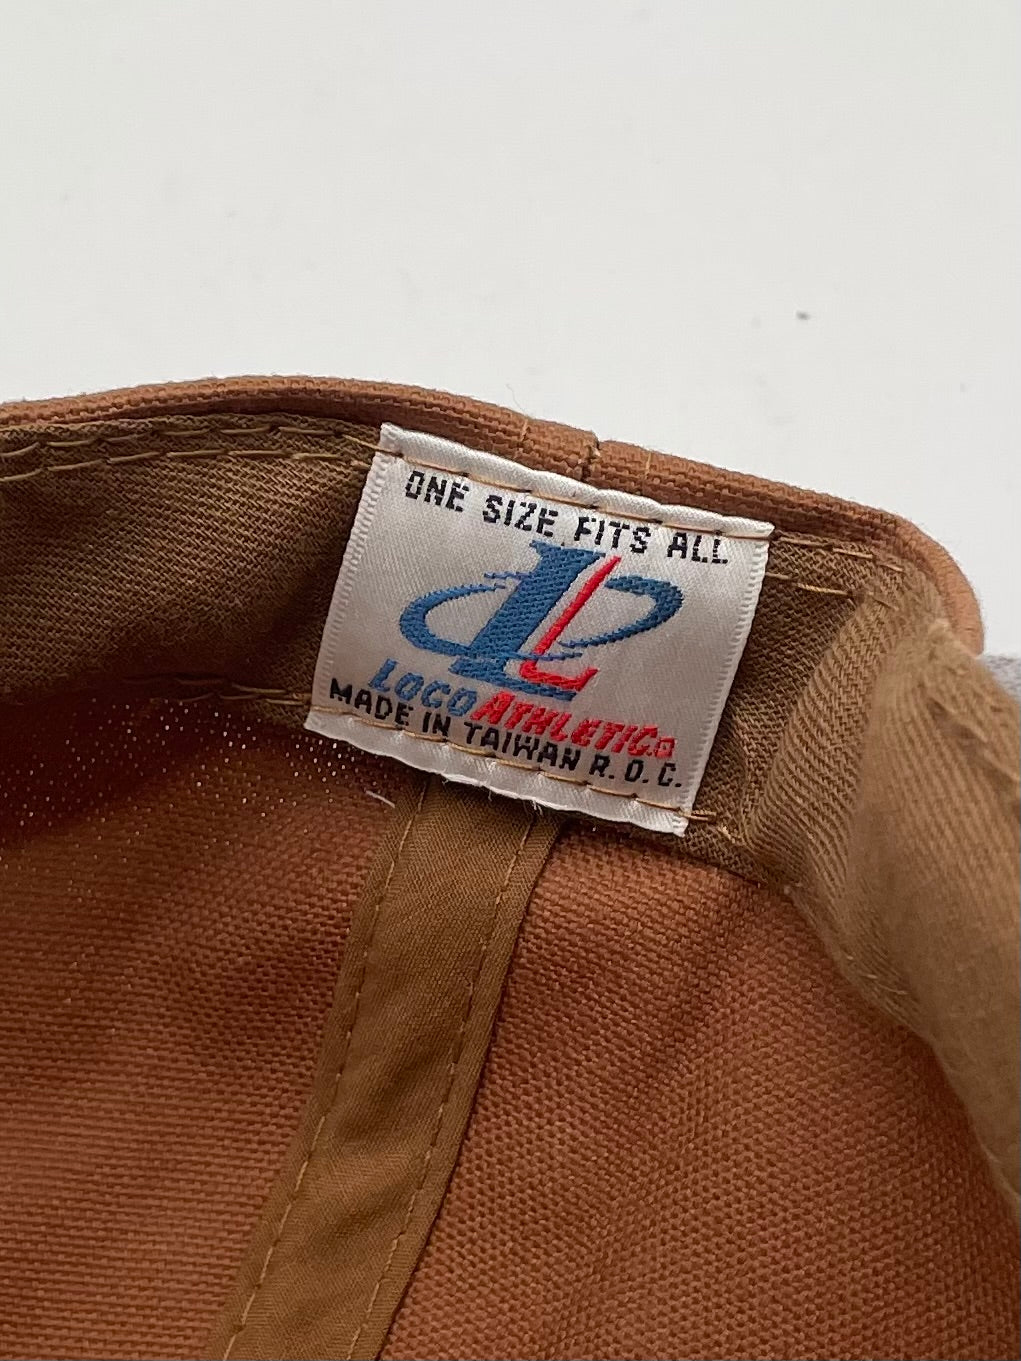 ONE SIZE FITS ALL
LOGO ATHLETIC®
MADE IN TAIWAN R.O.C.